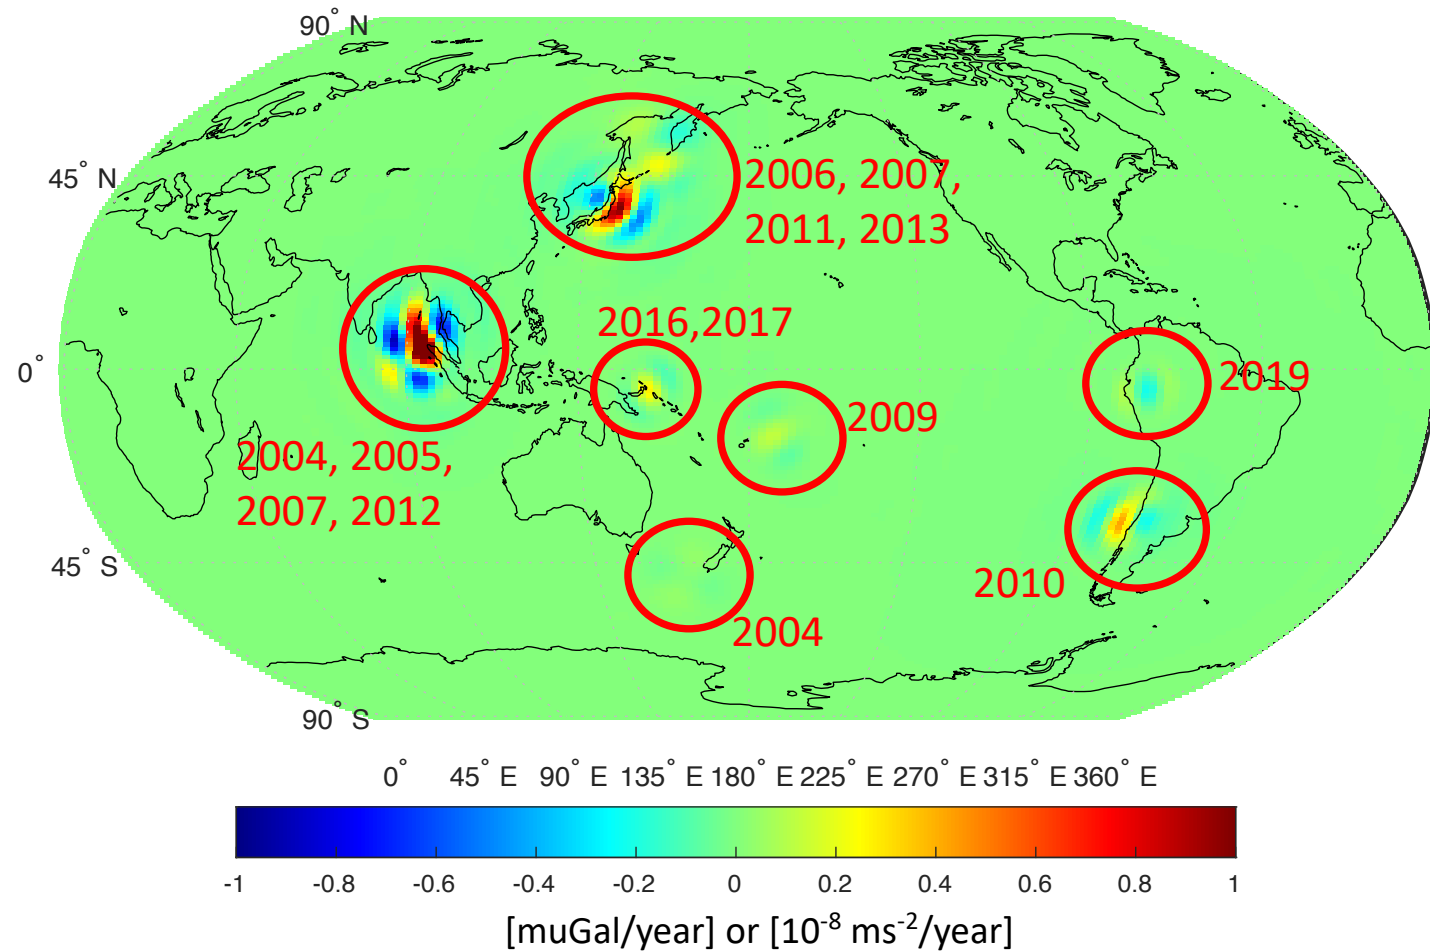 90° N
45° N
2006, 2007,
2011, 2013
2016,2017
0°
2019
2009
2004, 2005,
2007, 2012
45° S
2010
2004
90° S
0° 45° E 90° E 135° E 180° E 225° E 270° E 315° E 360° E
-1 -0.8 -0.6 -0.4 -0.2 0 0.2 0.4 0.6 0.8 1
[muGal/year] or [10⁻⁸ ms⁻²/year]